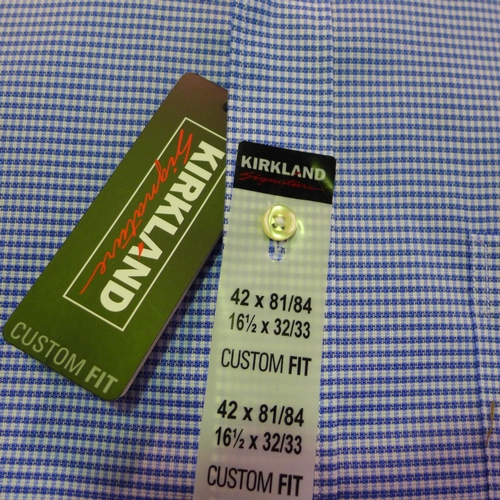 KIRKLAND
Signature
CUSTOM FIT
KIRKLAND
Signature
42 x 81/84
16½ x 32/33
CUSTOM FIT
42 x 81/84
16½ x 32/33
CUSTOM FIT